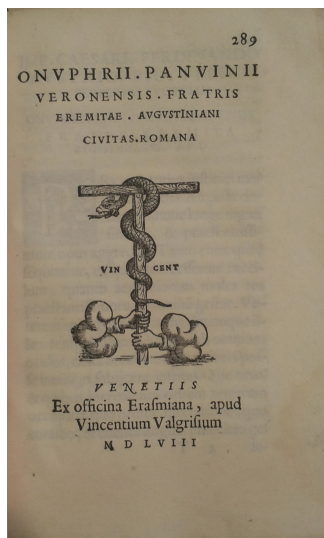 289
ONVPHRII . PANVINII
VERONENSIS . FRATRIS
EREMITAE . AVGVSTINIANI
CIVITAS.ROMANA
VIN CENT
VENETIIS
Ex officina Erasmiana , apud
Vincentium Valgrisium
M D LVIII